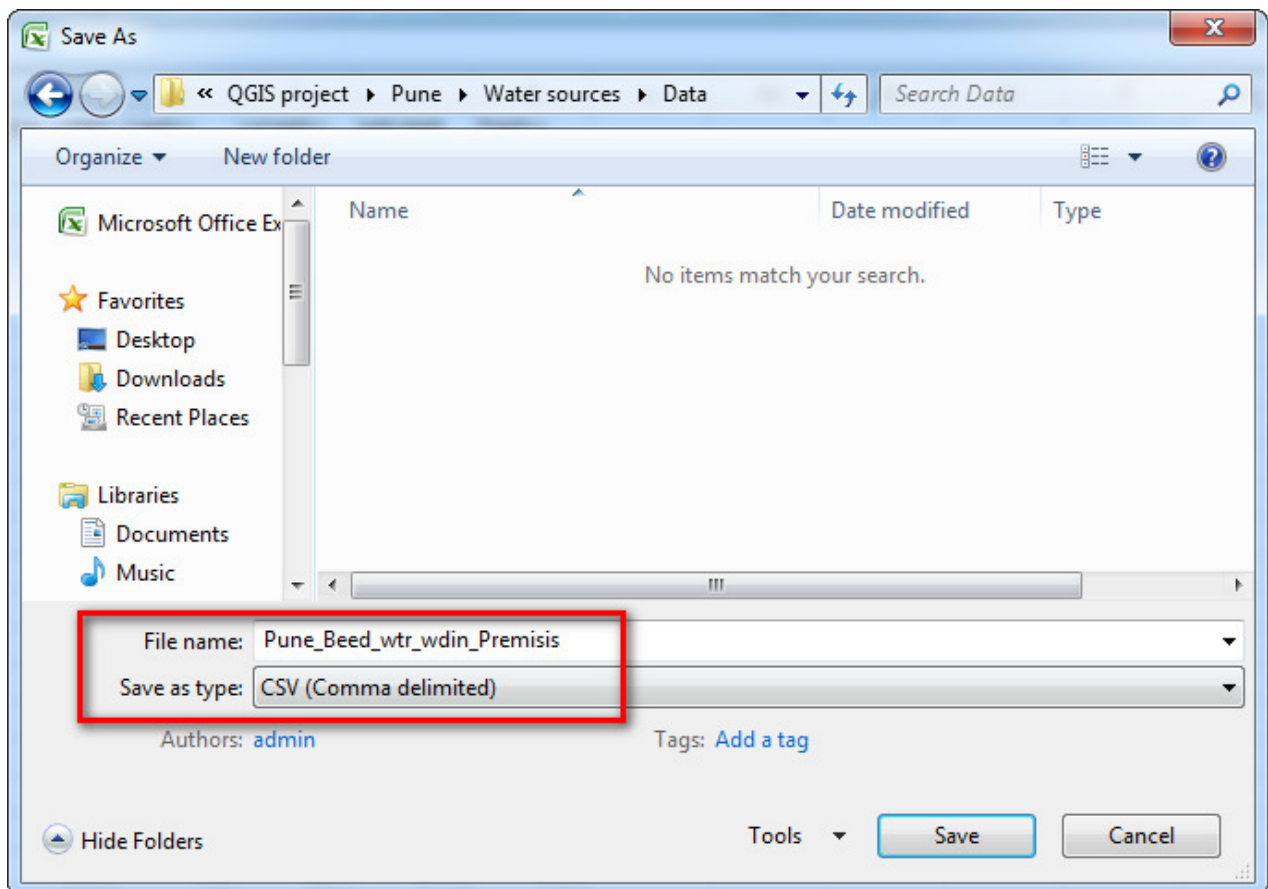 Save As
« QGIS project ▸ Pune ▸ Water sources ▸ Data
Search Data
Organize ▾ New folder
Microsoft Office Ex
Favorites
Desktop
Downloads
Recent Places
Libraries
Documents
Music
Name Date modified Type
No items match your search.
File name: Pune_Beed_wtr_wdin_Premisis
Save as type: CSV (Comma delimited)
Authors: admin Tags: Add a tag
Hide Folders Tools ▾ Save Cancel